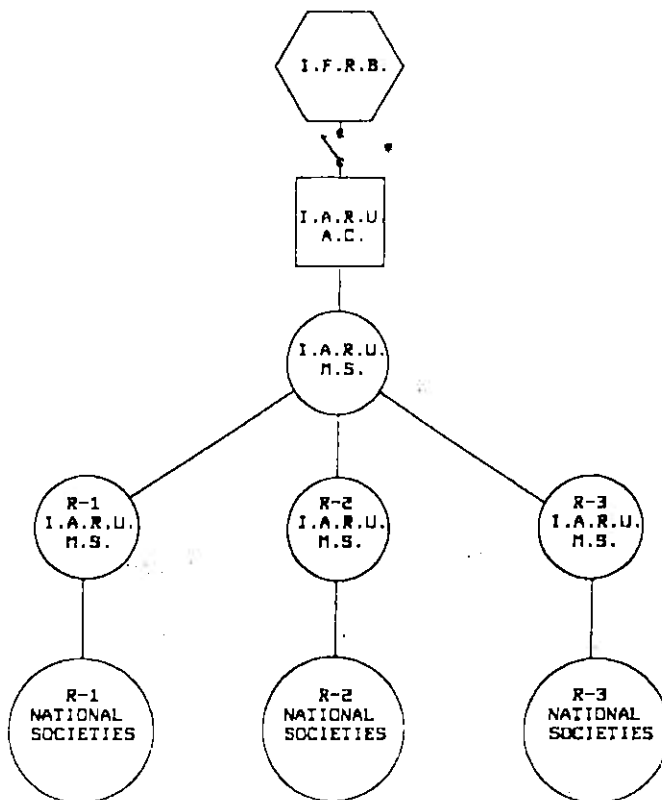 I.F.R.B.
*
I.A.R.U.
A.C.
I.A.R.U.
M.S.
R-1
I.A.R.U.
M.S.
R-2
I.A.R.U.
M.S.
R-3
I.A.R.U.
M.S.
R-1
NATIONAL
SOCIETIES
R-2
NATIONAL
SOCIETIES
R-3
NATIONAL
SOCIETIES